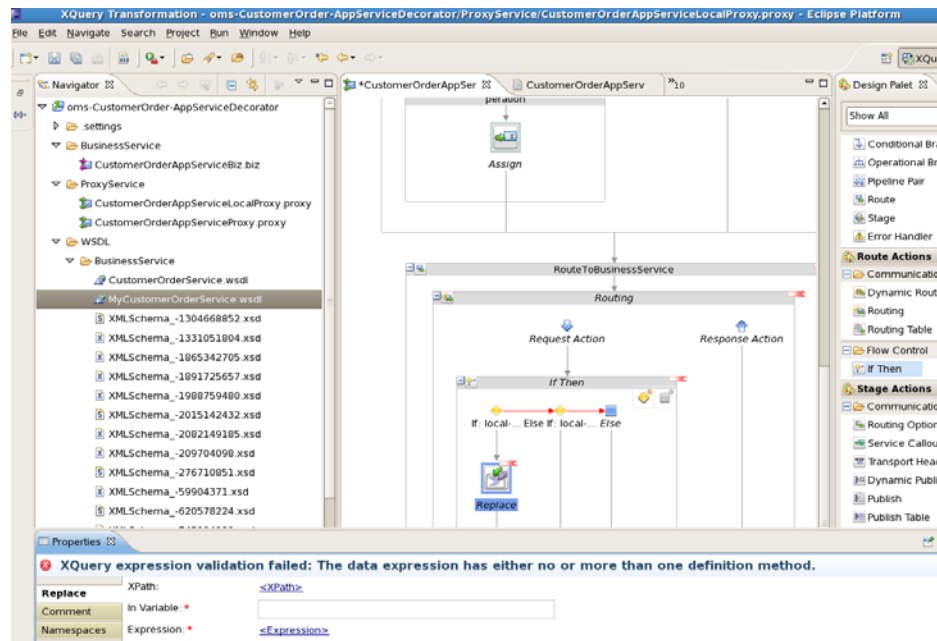 XQuery Transformation - oms-CustomerOrder-AppServiceDecorator/ProxyService/CustomerOrderAppServiceLocalProxy.proxy - Eclipse Platform
File Edit Navigate Search Project Run Window Help
XQu
Navigator
oms-CustomerOrder-AppServiceDecorator
.settings
BusinessService
CustomerOrderAppServiceBiz.biz
ProxyService
CustomerOrderAppServiceLocalProxy.proxy
CustomerOrderAppServiceProxy.proxy
WSDL
BusinessService
CustomerOrderService.wsdl
MyCustomerOrderService.wsdl
XMLSchema_-1304668852.xsd
XMLSchema_-1331051804.xsd
XMLSchema_-1865342705.xsd
XMLSchema_-1891725657.xsd
XMLSchema_-1988759480.xsd
XMLSchema_-2015142432.xsd
XMLSchema_-2082149185.xsd
XMLSchema_-209704098.xsd
XMLSchema_-276710851.xsd
XMLSchema_-59904371.xsd
XMLSchema_-620578224.xsd
*CustomerOrderAppSer
CustomerOrderAppServ
»10
peration
Assign
RouteToBusinessService
Routing
Request Action
Response Action
If Then
If: local-... Else If: local-... Else
Replace
Design Palet
Show All
Conditional Bra
Operational Br
Pipeline Pair
Route
Stage
Error Handler
Route Actions
Communicatio
Dynamic Rout
Routing
Routing Table
Flow Control
If Then
Stage Actions
Communicatio
Routing Option
Service Callou
Transport Hea
Dynamic Publi
Publish
Publish Table
Properties
XQuery expression validation failed: The data expression has either no or more than one definition method.
Replace
Comment
Namespaces
XPath: <XPath>
In Variable: *
Expression: * <Expression>